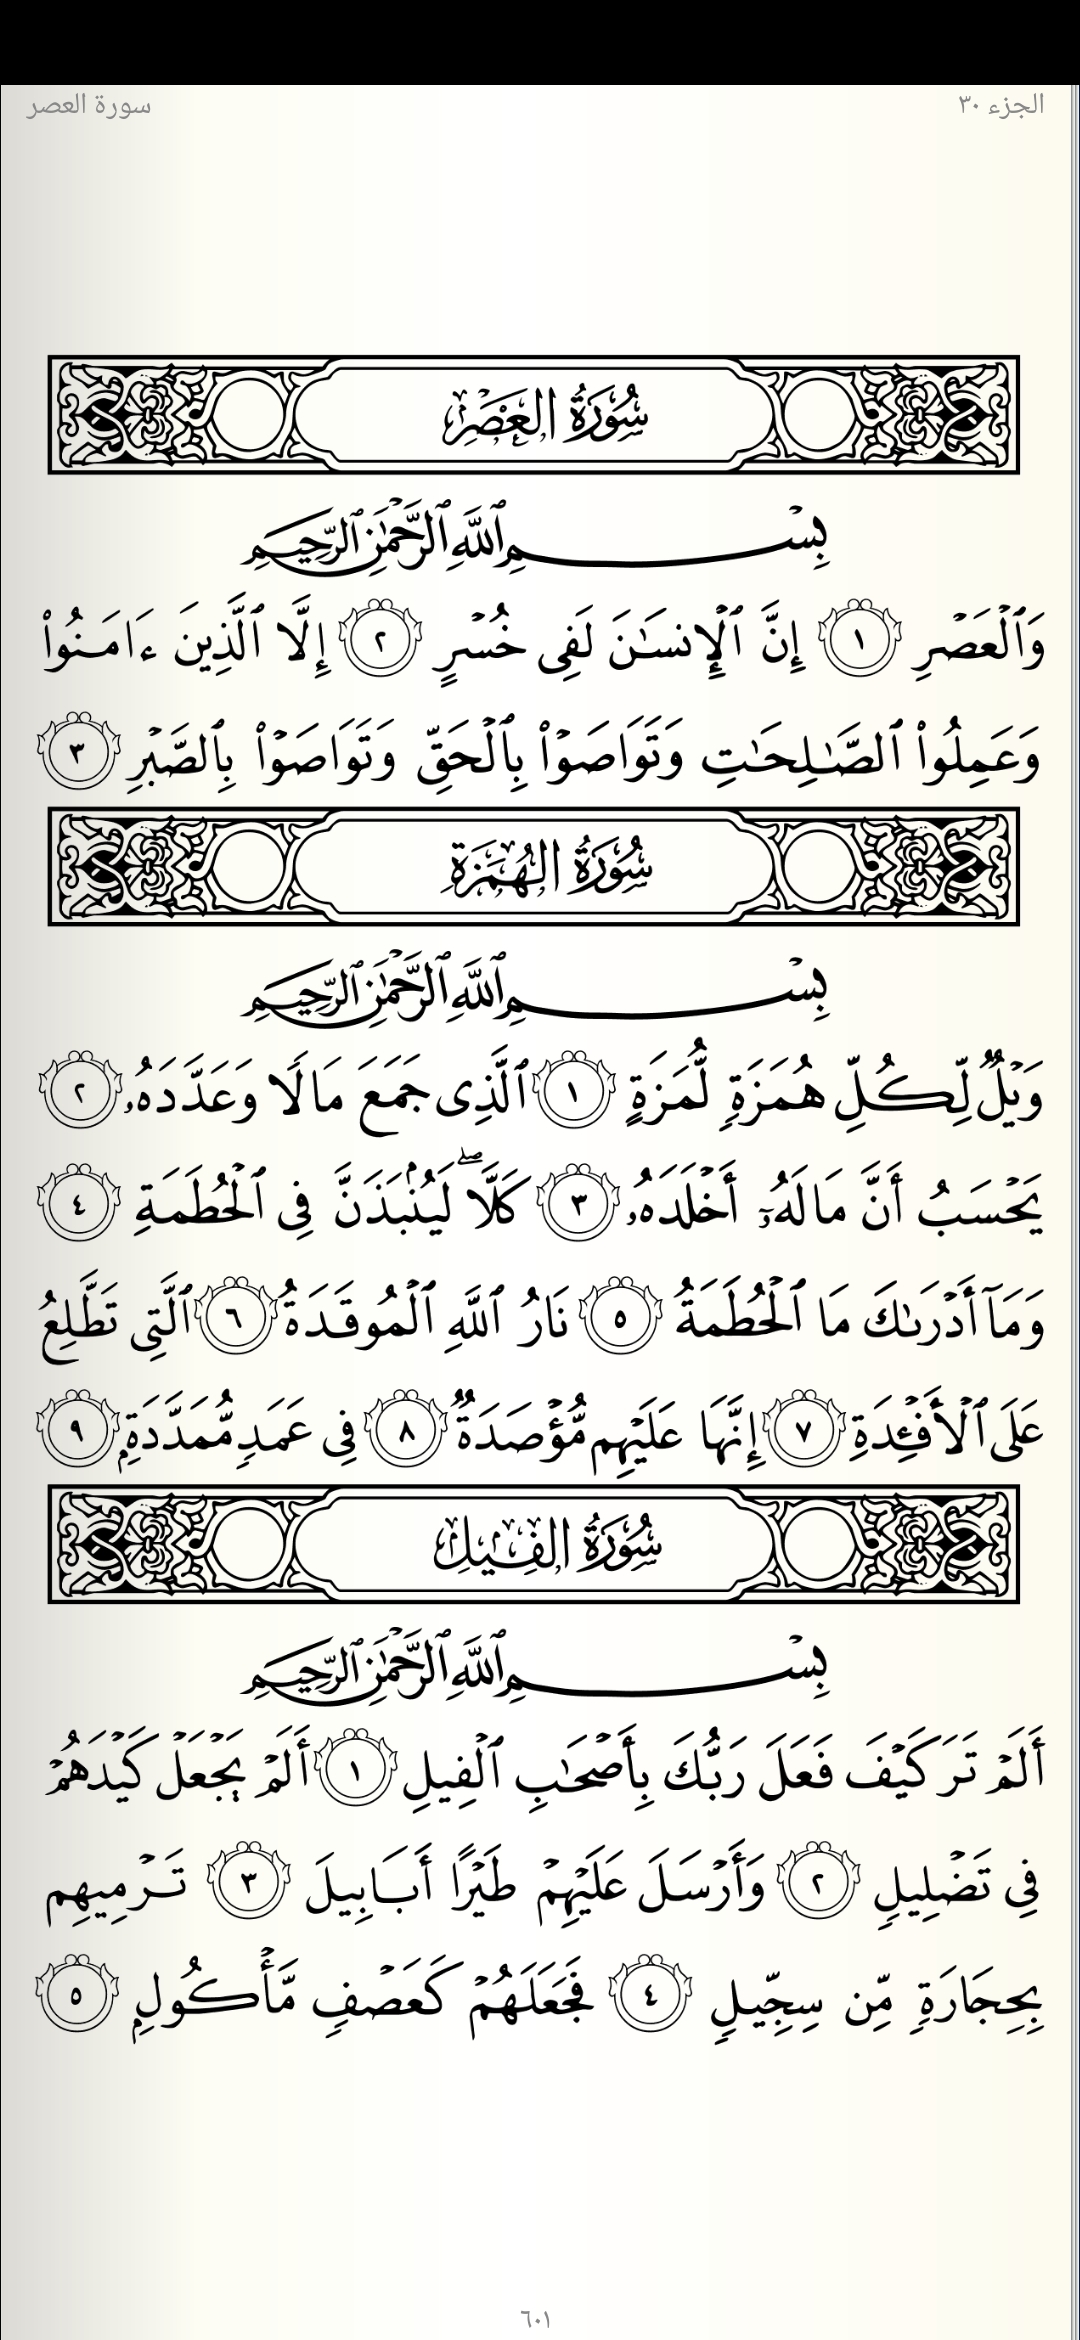 الجزء ٣٠
سورة العصر
سُورَةُ العَصْرِ
بِسْمِ ٱللَّهِ ٱلرَّحْمَٰنِ ٱلرَّحِيمِ
وَٱلْعَصْرِ ١ إِنَّ ٱلْإِنسَٰنَ لَفِى خُسْرٍ ٢ إِلَّا ٱلَّذِينَ ءَامَنُوا۟
وَعَمِلُوا۟ ٱلصَّٰلِحَٰتِ وَتَوَاصَوْا۟ بِٱلْحَقِّ وَتَوَاصَوْا۟ بِٱلصَّبْرِ ٣
سُورَةُ الهُمَزَةِ
بِسْمِ ٱللَّهِ ٱلرَّحْمَٰنِ ٱلرَّحِيمِ
وَيْلٌ لِّكُلِّ هُمَزَةٍ لُّمَزَةٍ ١ ٱلَّذِى جَمَعَ مَالًا وَعَدَّدَهُۥ ٢
يَحْسَبُ أَنَّ مَالَهُۥٓ أَخْلَدَهُۥ ٣ كَلَّا ۖ لَيُنۢبَذَنَّ فِى ٱلْحُطَمَةِ ٤
وَمَآ أَدْرَىٰكَ مَا ٱلْحُطَمَةُ ٥ نَارُ ٱللَّهِ ٱلْمُوقَدَةُ ٦ ٱلَّتِى تَطَّلِعُ
عَلَى ٱلْأَفْـِٔدَةِ ٧ إِنَّهَا عَلَيْهِم مُّؤْصَدَةٌ ٨ فِى عَمَدٍ مُّمَدَّدَةٍۭ ٩
سُورَةُ الفِيلِ
بِسْمِ ٱللَّهِ ٱلرَّحْمَٰنِ ٱلرَّحِيمِ
أَلَمْ تَرَ كَيْفَ فَعَلَ رَبُّكَ بِأَصْحَٰبِ ٱلْفِيلِ ١ أَلَمْ يَجْعَلْ كَيْدَهُمْ
فِى تَضْلِيلٍ ٢ وَأَرْسَلَ عَلَيْهِمْ طَيْرًا أَبَابِيلَ ٣ تَرْمِيهِم
بِحِجَارَةٍ مِّن سِجِّيلٍ ٤ فَجَعَلَهُمْ كَعَصْفٍ مَّأْكُولٍۭ ٥
٦٠١